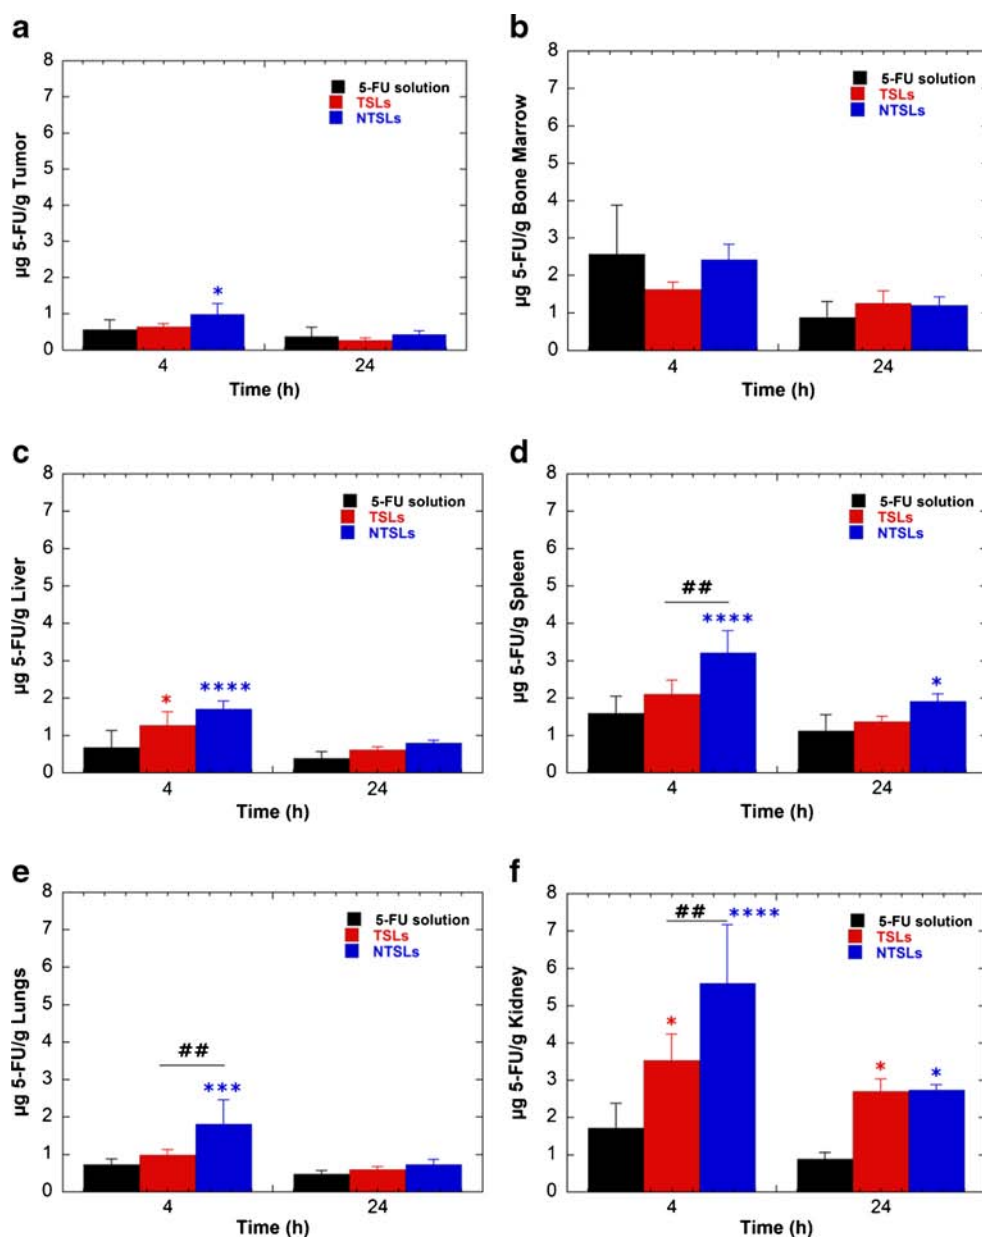 a
µg 5-FU/g Tumor
8
7
6
5
4
3
2
1
0
5-FU solution
TSLs
NTSLs
*
4 24
Time (h)
b
µg 5-FU/g Bone Marrow
8
7
6
5
4
3
2
1
0
5-FU solution
TSLs
NTSLs
4 24
Time (h)
c
µg 5-FU/g Liver
8
7
6
5
4
3
2
1
0
5-FU solution
TSLs
NTSLs
* ****
4 24
Time (h)
d
µg 5-FU/g Spleen
8
7
6
5
4
3
2
1
0
5-FU solution
TSLs
NTSLs
##
****
*
4 24
Time (h)
e
µg 5-FU/g Lungs
8
7
6
5
4
3
2
1
0
5-FU solution
TSLs
NTSLs
##
***
4 24
Time (h)
f
µg 5-FU/g Kidney
8
7
6
5
4
3
2
1
0
5-FU solution
TSLs
NTSLs
## ****
*
* *
4 24
Time (h)